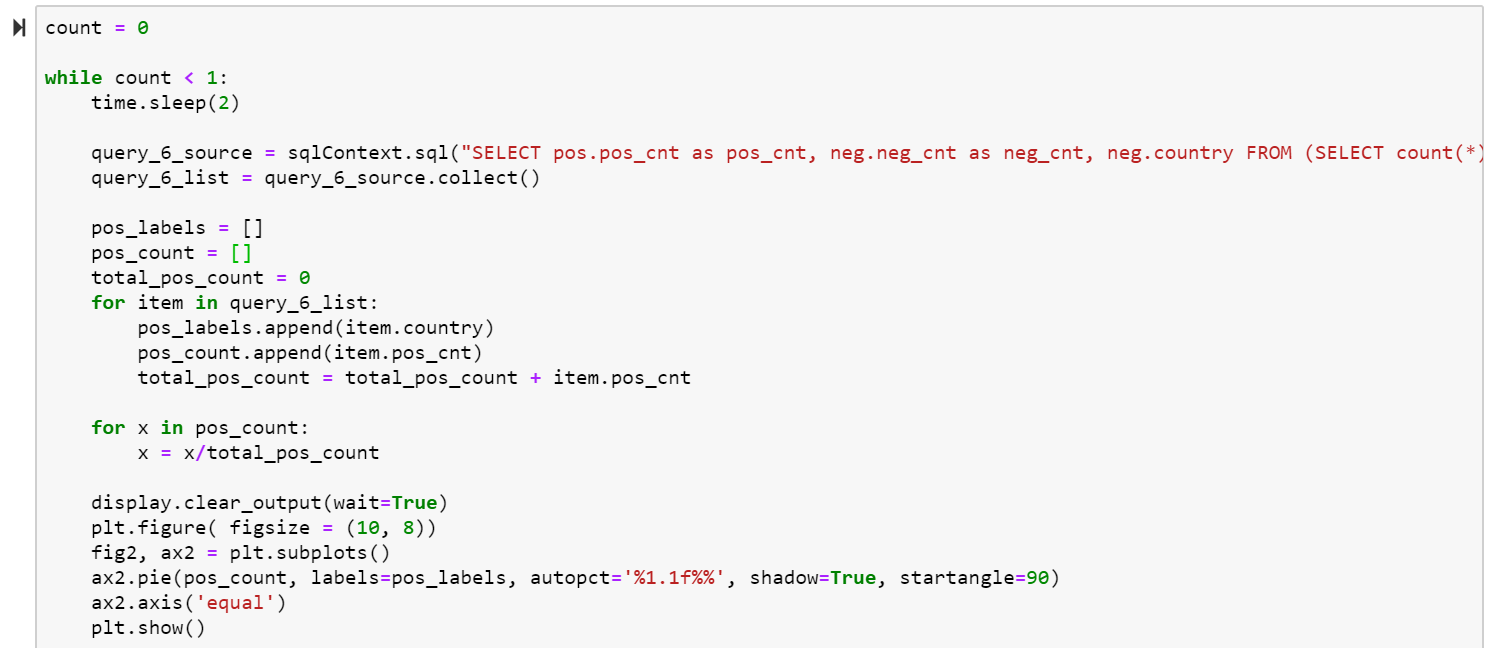 count = 0
while count < 1:
    time.sleep(2)
    query_6_source = sqlContext.sql("SELECT pos.pos_cnt as pos_cnt, neg.neg_cnt as neg_cnt, neg.country FROM (SELECT count(*)
    query_6_list = query_6_source.collect()
    pos_labels = []
    pos_count = []
    total_pos_count = 0
    for item in query_6_list:
        pos_labels.append(item.country)
        pos_count.append(item.pos_cnt)
        total_pos_count = total_pos_count + item.pos_cnt
    for x in pos_count:
        x = x/total_pos_count
    display.clear_output(wait=True)
    plt.figure( figsize = (10, 8))
    fig2, ax2 = plt.subplots()
    ax2.pie(pos_count, labels=pos_labels, autopct='%1.1f%%', shadow=True, startangle=90)
    ax2.axis('equal')
    plt.show()